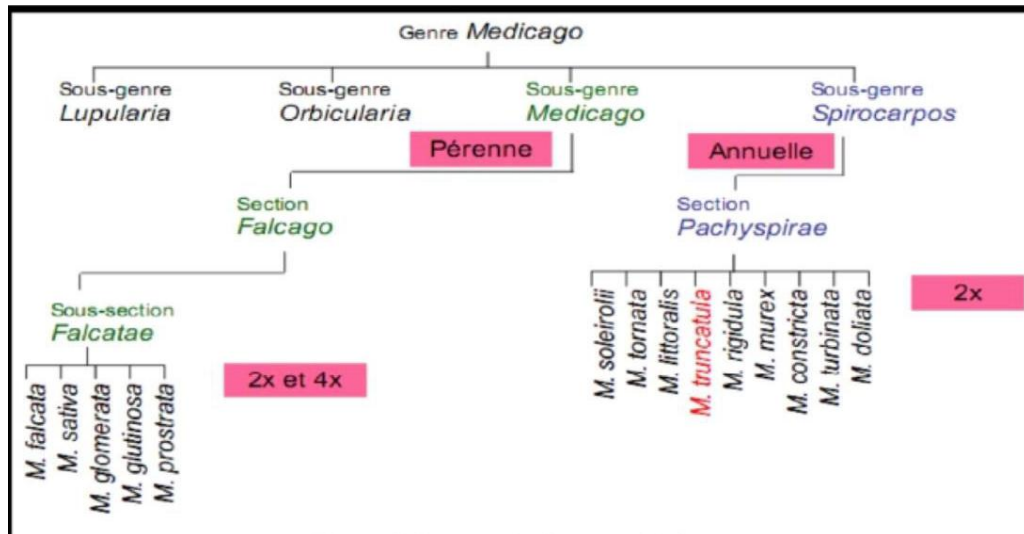 Genre Medicago
Sous-genre
Lupularia
Sous-genre
Orbicularia
Sous-genre
Medicago
Sous-genre
Spirocarpos
Pérenne
Annuelle
Section
Falcago
Section
Pachyspirae
Sous-section
Falcatae
2x et 4x
2x
M. falcata
M. sativa
M. glomerata
M. glutinosa
M. prostrata
M. soleirolii
M. tornata
M. littoralis
M. truncatula
M. rigidula
M. murex
M. constricta
M. turbinata
M. doliata